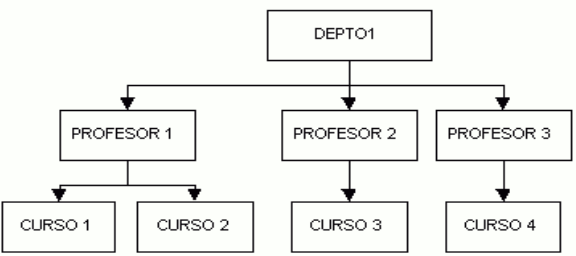 DEPTO1
PROFESOR 1
PROFESOR 2
PROFESOR 3
CURSO 1
CURSO 2
CURSO 3
CURSO 4